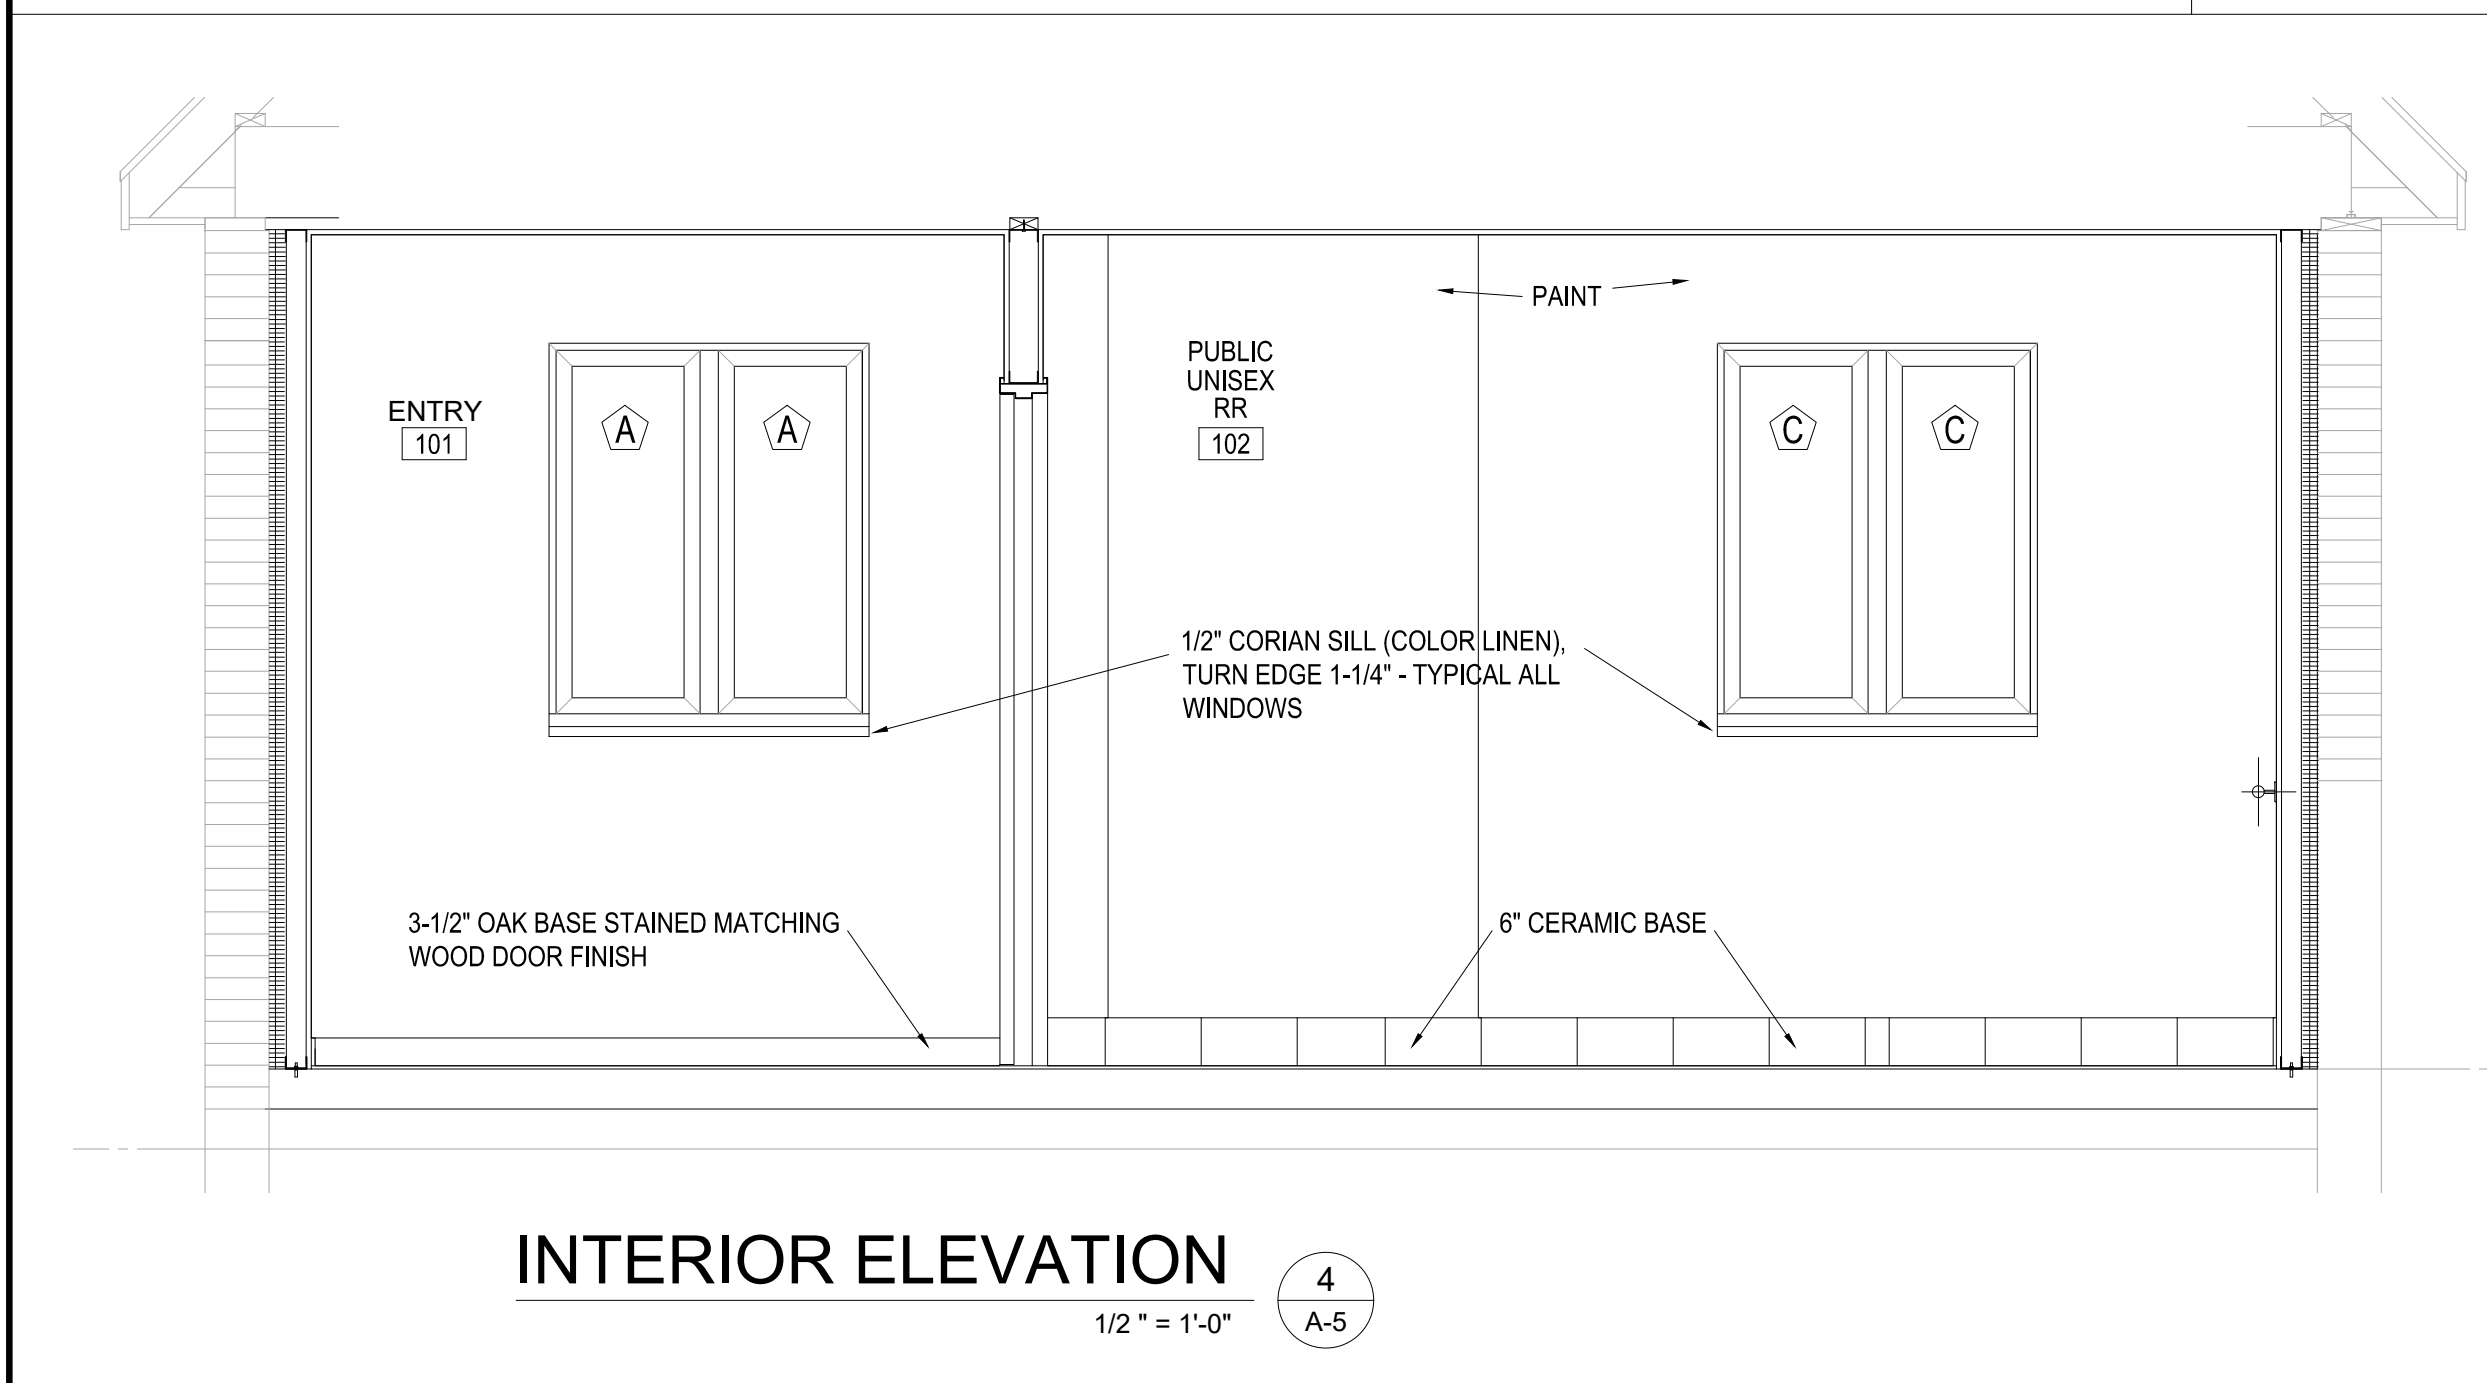 PAINT
PUBLIC
UNISEX
RR
102
ENTRY
101
A
A
C
C
1/2" CORIAN SILL (COLOR LINEN),
TURN EDGE 1-1/4" - TYPICAL ALL
WINDOWS
3-1/2" OAK BASE STAINED MATCHING
WOOD DOOR FINISH
6" CERAMIC BASE
INTERIOR ELEVATION
1/2 " = 1'-0"
4
A-5